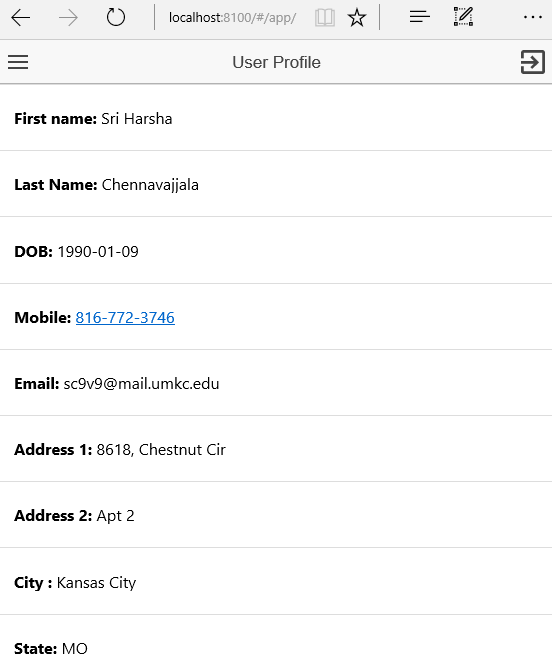 localhost:8100/#/app/
User Profile
First name: Sri Harsha
Last Name: Chennavajjala
DOB: 1990-01-09
Mobile: 816-772-3746
Email: sc9v9@mail.umkc.edu
Address 1: 8618, Chestnut Cir
Address 2: Apt 2
City : Kansas City
State: MO